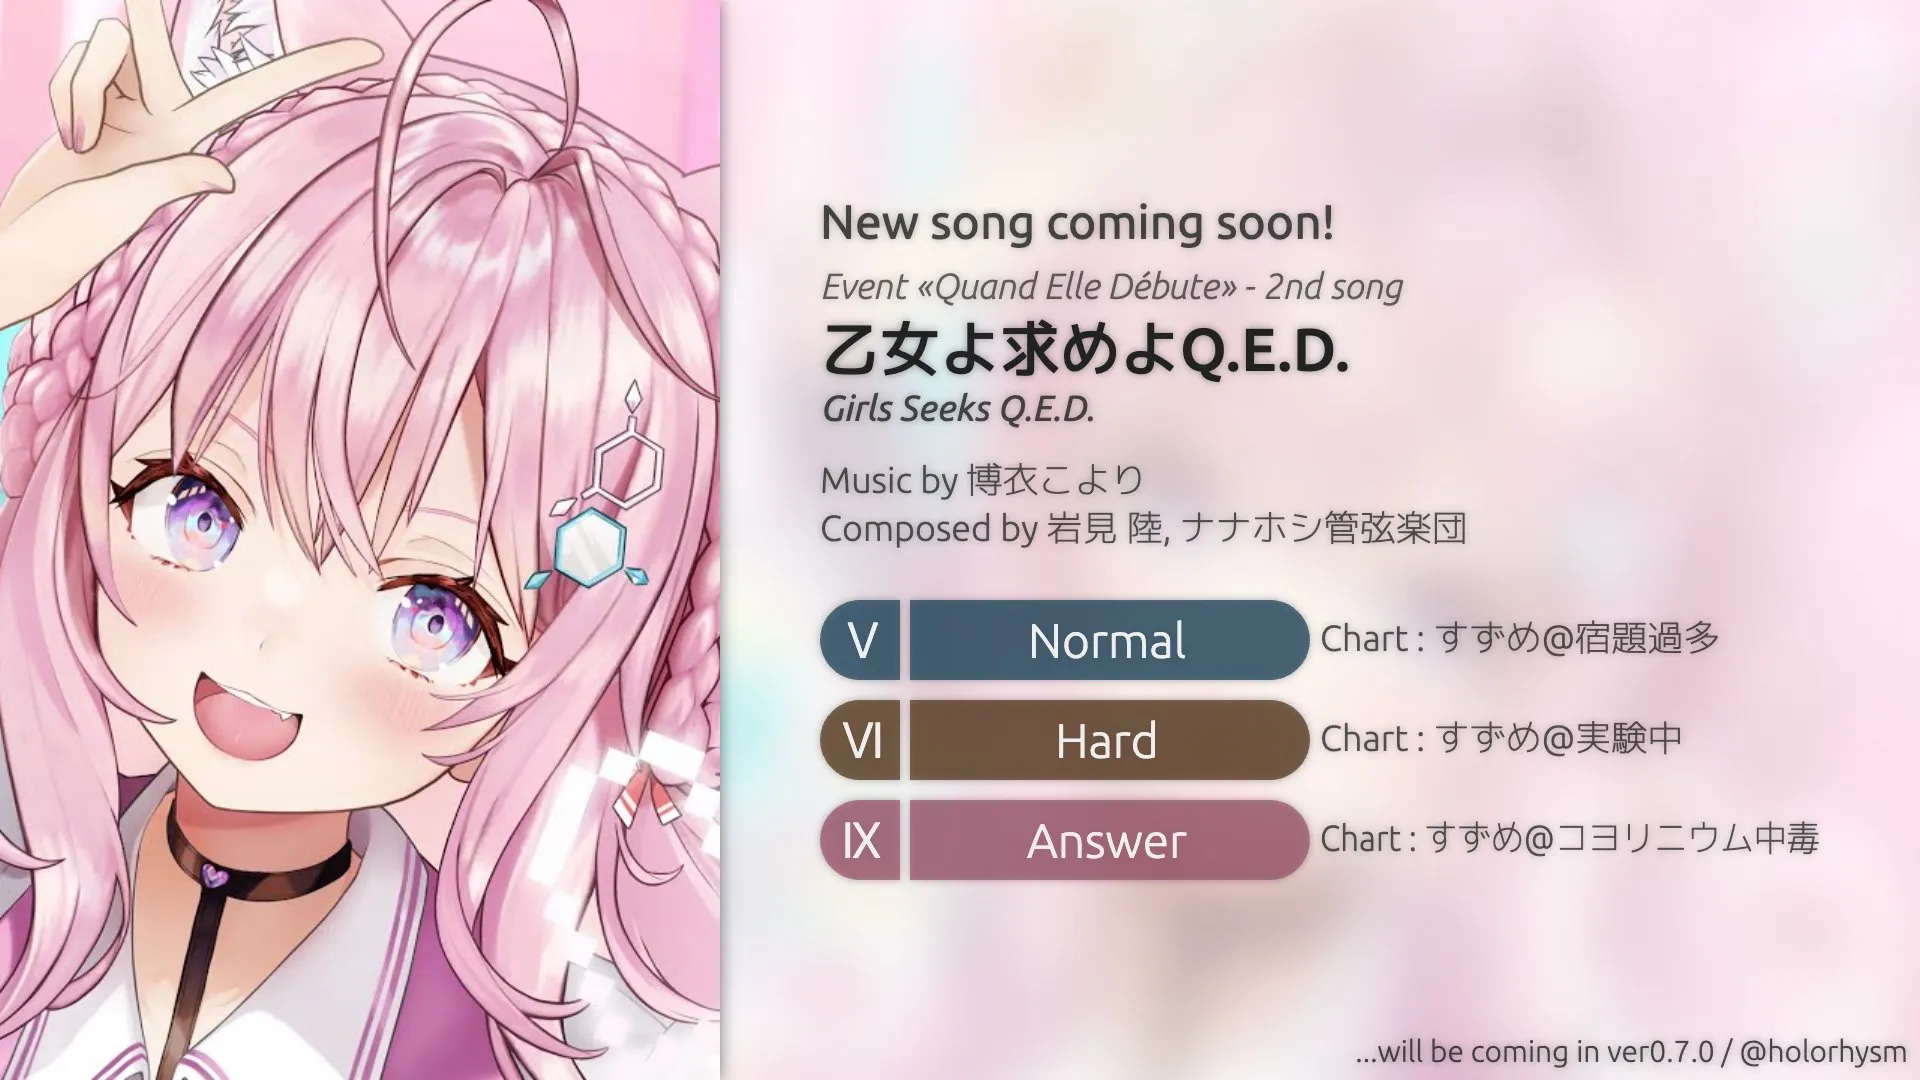 New song coming soon!
Event «Quand Elle Débute» - 2nd song
乙女よ求めよQ.E.D.
Girls Seeks Q.E.D.
Music by 博衣こより
Composed by 岩見 陸, ナナホシ管弦楽団
V Normal Chart : すずめ@宿題過多
VI Hard Chart : すずめ@実験中
IX Answer Chart : すずめ@コヨリニウム中毒
...will be coming in ver0.7.0 / @holorhysm